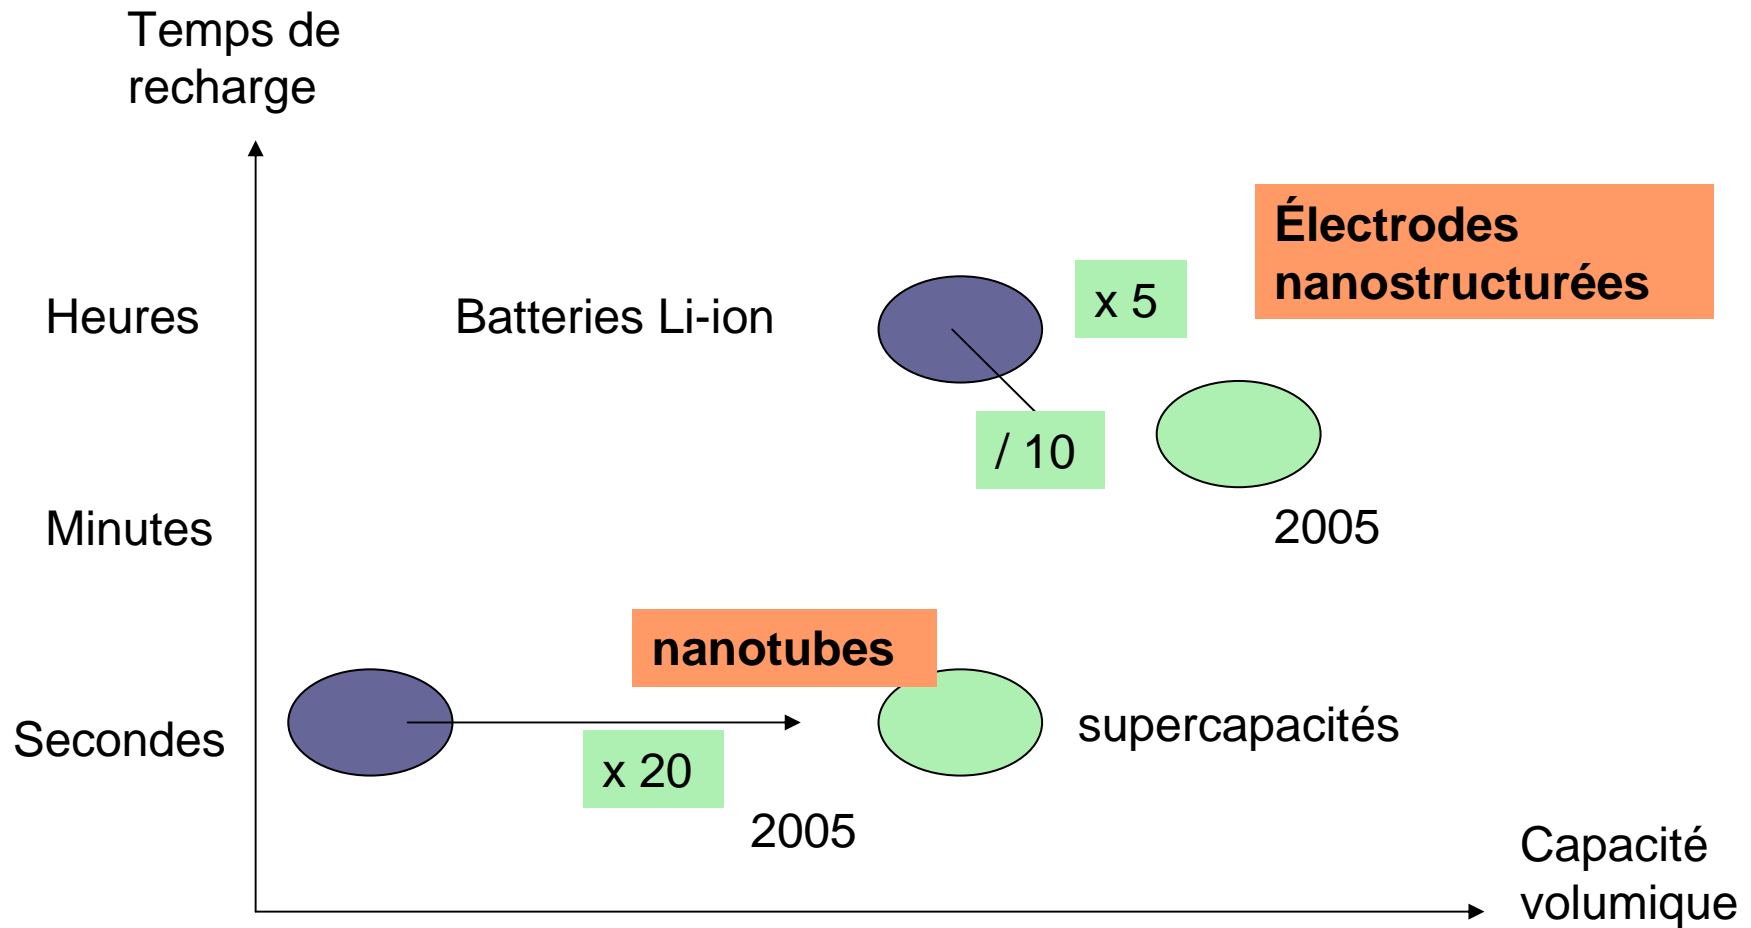 Temps de
recharge
Électrodes
nanostructurées
Heures
Batteries Li-ion
x 5
/ 10
Minutes
2005
nanotubes
Secondes
supercapacités
x 20
2005
Capacité
volumique